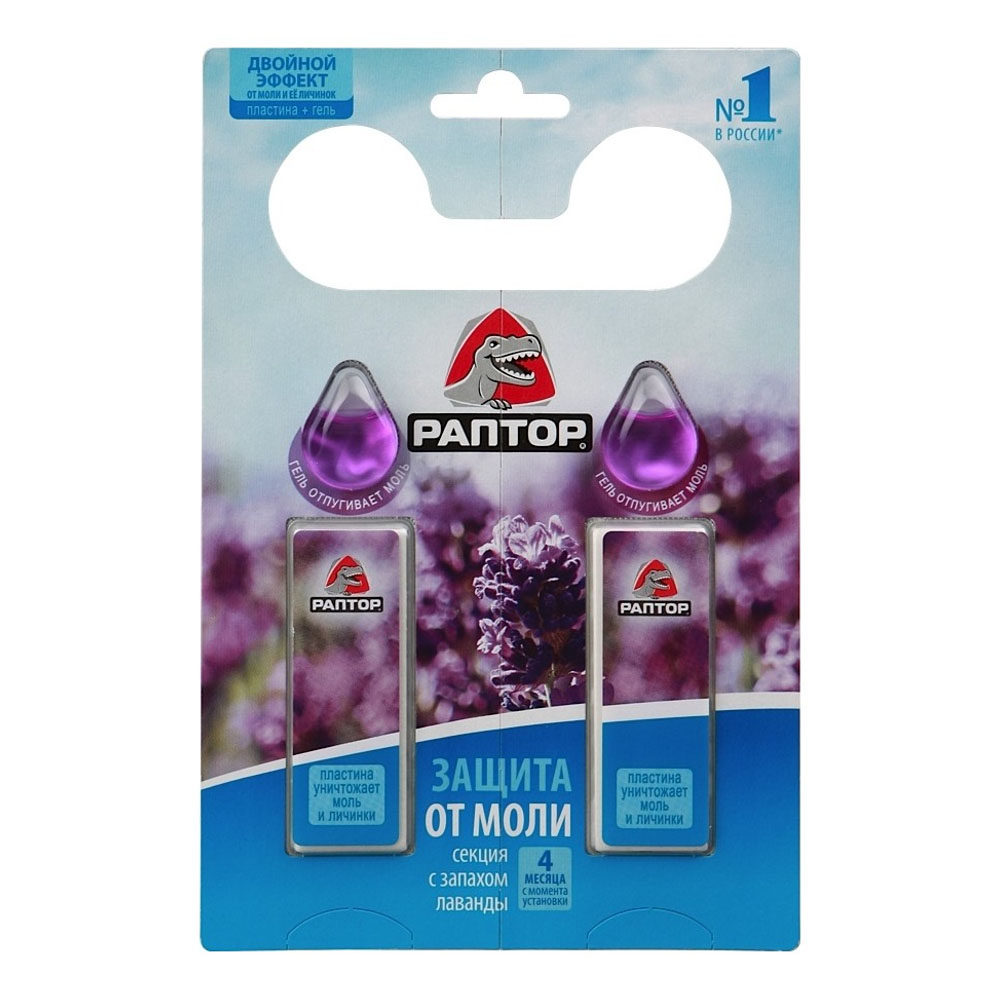 ДВОЙНОЙ
ЭФФЕКТ
ОТ МОЛИ И ЕЁ ЛИЧИНОК
пластина + гель
№1
В РОССИИ*
РАПТОР
ГЕЛЬ ОТПУГИВАЕТ МОЛЬ
ГЕЛЬ ОТПУГИВАЕТ МОЛЬ
РАПТОР
РАПТОР
пластина
уничтожает
моль
и личинки
пластина
уничтожает
моль
и личинки
ЗАЩИТА
ОТ МОЛИ
секция
с запахом
лаванды
4
МЕСЯЦА
с момента
установки